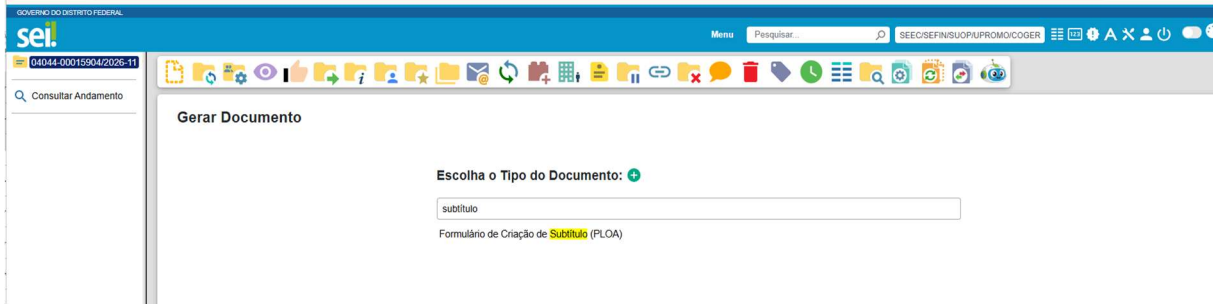 GOVERNO DO DISTRITO FEDERAL
sei!
Menu
Pesquisar...
SEEC/SEFIN/SUOP/UPROMO/COGER
123
04044-00015904/2026-11
Consultar Andamento
Gerar Documento
Escolha o Tipo do Documento:
subtítulo
Formulário de Criação de Subtítulo (PLOA)